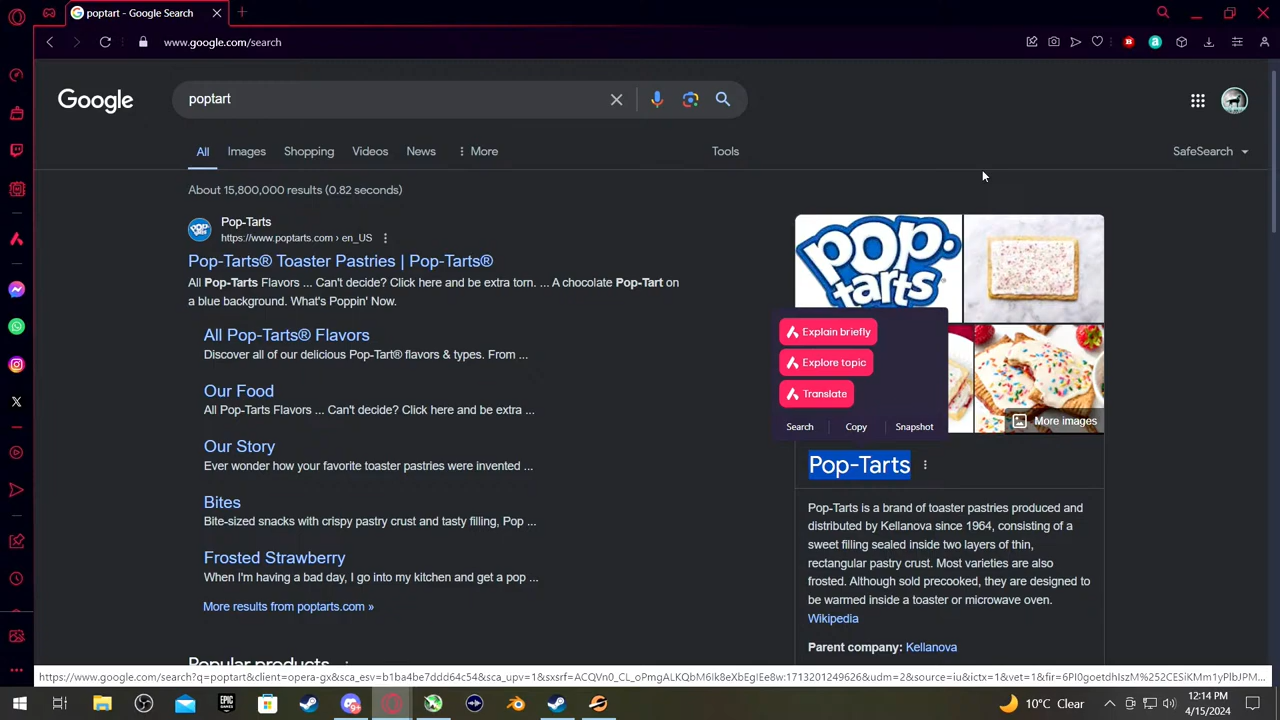 poptart - Google Search
www.google.com/search
Google
poptart
All
Images
Shopping
Videos
News
More
Tools
SafeSearch
About 15,800,000 results (0.82 seconds)
POP
TARTS
Pop-Tarts
https://www.poptarts.com › en_US
Pop-Tarts® Toaster Pastries | Pop-Tarts®
All Pop-Tarts Flavors ... Can't decide? Click here and be extra torn. ... A chocolate Pop-Tart on
a blue background. What's Poppin' Now.
All Pop-Tarts® Flavors
Discover all of our delicious Pop-Tart® flavors & types. From ...
Our Food
All Pop-Tarts Flavors ... Can't decide? Click here and be extra ...
Our Story
Ever wonder how your favorite toaster pastries were invented ...
Bites
Bite-sized snacks with crispy pastry crust and tasty filling, Pop ...
Frosted Strawberry
When I'm having a bad day, I go into my kitchen and get a pop ...
More results from poptarts.com »
Popular products
pop.
tarts
Explain briefly
Explore topic
Translate
Search
Copy
Snapshot
More images
Pop-Tarts
Pop-Tarts is a brand of toaster pastries produced and
distributed by Kellanova since 1964, consisting of a
sweet filling sealed inside two layers of thin,
rectangular pastry crust. Most varieties are also
frosted. Although sold precooked, they are designed to
be warmed inside a toaster or microwave oven.
Wikipedia
Parent company: Kellanova
10°C Clear
12:14 PM
4/15/2024